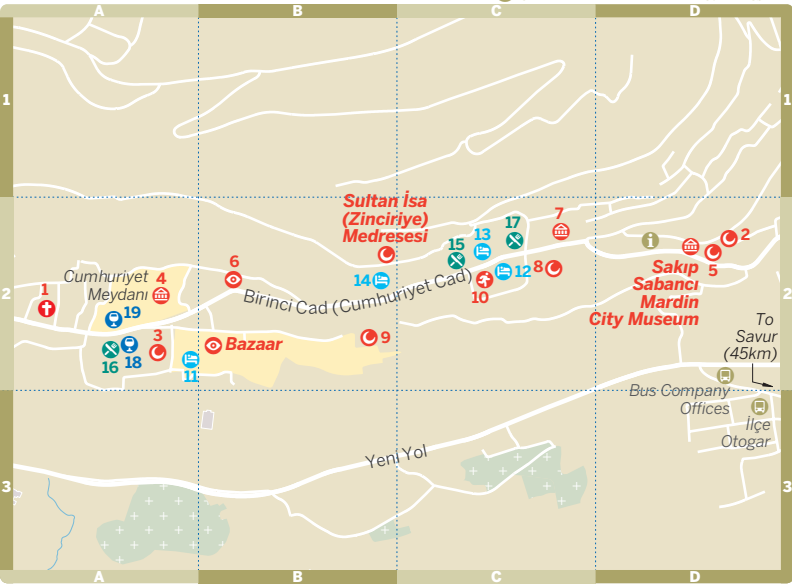 A
B
C
D
1
1
Sultan İsa
(Zinciriye)
Medresesi
17
7
13
15
2
6
14
8
12
5
10
Cumhuriyet
Meydanı
4
1
2
2
Birinci Cad (Cumhuriyet Cad)
Sakıp
Sabancı
Mardin
City Museum
19
3
Bazaar
9
16
18
11
To
Savur
(45km)
Bus Company
Offices
İlçe
Otogar
Yeni Yol
3
3
A
B
C
D